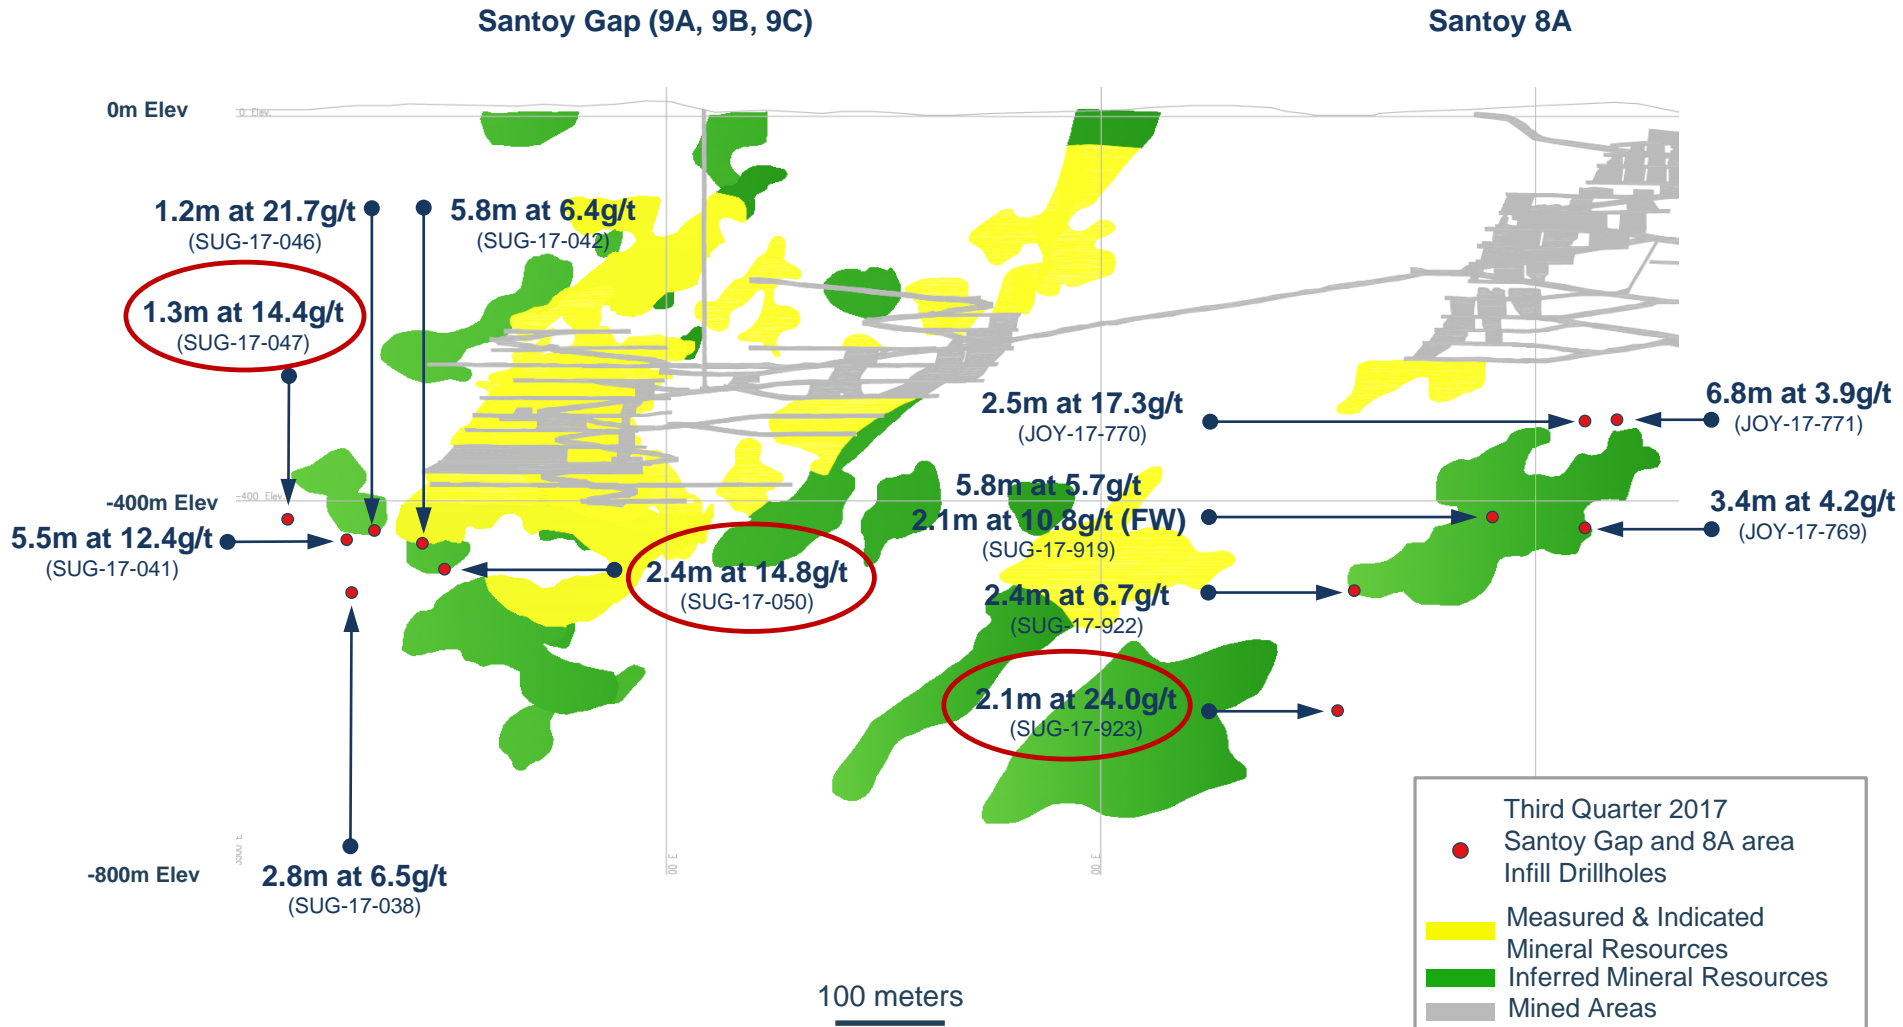 Santoy Gap (9A, 9B, 9C)
Santoy 8A
0m Elev
0 Elev.
1.2m at 21.7g/t
(SUG-17-046)
5.8m at 6.4g/t
(SUG-17-042)
1.3m at 14.4g/t
(SUG-17-047)
2.5m at 17.3g/t
(JOY-17-770)
6.8m at 3.9g/t
(JOY-17-771)
-400m Elev
-400 Elev.
5.8m at 5.7g/t
2.1m at 10.8g/t (FW)
(SUG-17-919)
3.4m at 4.2g/t
(JOY-17-769)
5.5m at 12.4g/t
(SUG-17-041)
2.4m at 14.8g/t
(SUG-17-050)
2.4m at 6.7g/t
(SUG-17-922)
2.1m at 24.0g/t
(SUG-17-923)
-800m Elev
2.8m at 6.5g/t
(SUG-17-038)
00 E
00 E
Third Quarter 2017
Santoy Gap and 8A area
Infill Drillholes
Measured & Indicated
Mineral Resources
Inferred Mineral Resources
Mined Areas
100 meters